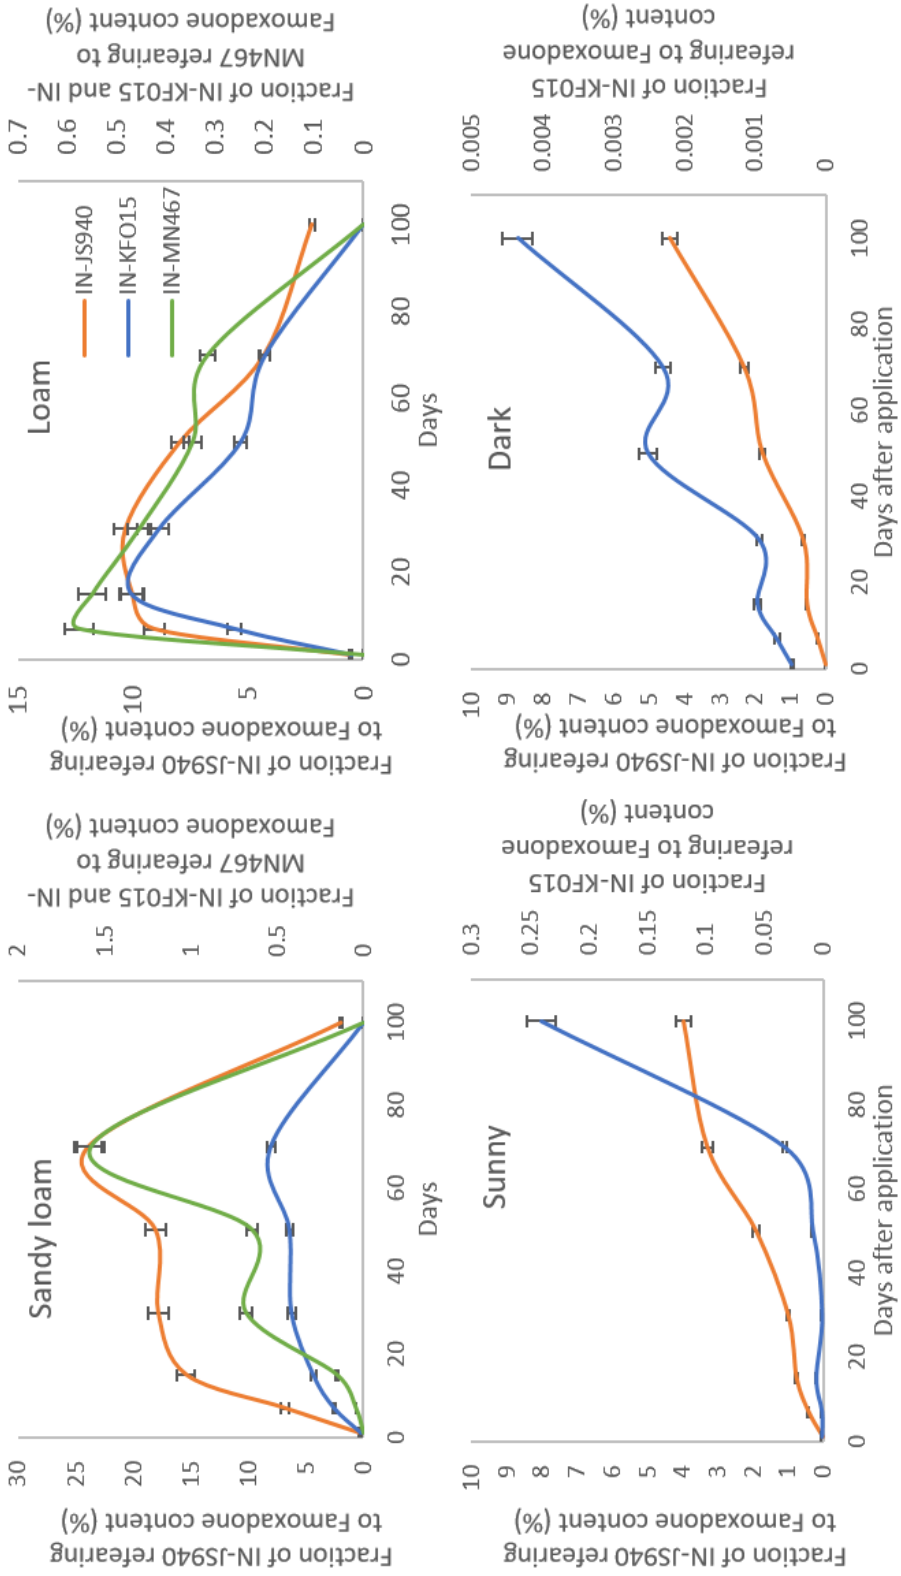 Sandy loam
Fraction of IN-JS940 refearing
to Famoxadone content (%)
30
25
20
15
10
5
0
0 20 40 60 80 100
Days
2
1.5
1
0.5
0
Fraction of IN-KF015 and IN-
MN467 refearing to
Famoxadone content (%)
Loam
Fraction of IN-JS940 refearing
to Famoxadone content (%)
15
10
5
0
0 20 40 60 80 100
Days
IN-JS940
IN-KFO15
IN-MN467
0.7
0.6
0.5
0.4
0.3
0.2
0.1
0
Fraction of IN-KF015 and IN-
MN467 refearing to
Famoxadone content (%)
Sunny
Fraction of IN-JS940 refearing
to Famoxadone content (%)
10
9
8
7
6
5
4
3
2
1
0
0 20 40 60 80 100
Days after application
0.3
0.25
0.2
0.15
0.1
0.05
0
Fraction of IN-KF015
refearing to Famoxadone
content (%)
Dark
Fraction of IN-JS940 refearing
to Famoxadone content (%)
10
9
8
7
6
5
4
3
2
1
0
0 20 40 60 80 100
Days after application
0.005
0.004
0.003
0.002
0.001
0
Fraction of IN-KF015
refearing to Famoxadone
content (%)